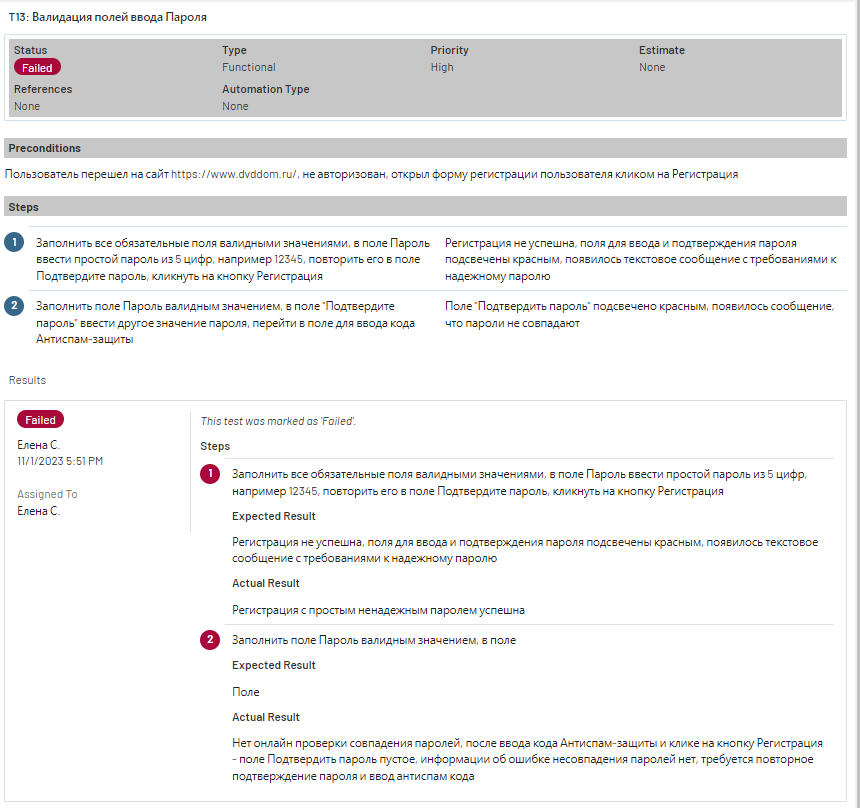 T13: Валидация полей ввода Пароля
Status Type Priority Estimate
Failed Functional High None
References Automation Type
None None
Preconditions
Пользователь перешел на сайт https://www.dvddom.ru/, не авторизован, открыл форму регистрации пользователя кликом на Регистрация
Steps
1
Заполнить все обязательные поля валидными значениями, в поле Пароль
ввести простой пароль из 5 цифр, например 12345, повторить его в поле
Подтвердите пароль, кликнуть на кнопку Регистрация
Регистрация не успешна, поля для ввода и подтверждения пароля
подсвечены красным, появилось текстовое сообщение с требованиями к
надежному паролю
2
Заполнить поле Пароль валидным значением, в поле "Подтвердите
пароль" ввести другое значение пароля, перейти в поле для ввода кода
Антиспам-защиты
Поле "Подтвердить пароль" подсвечено красным, появилось сообщение,
что пароли не совпадают
Results
Failed
Елена С.
11/1/2023 5:51 PM
Assigned To
Елена С.
This test was marked as 'Failed'.
Steps
1
Заполнить все обязательные поля валидными значениями, в поле Пароль ввести простой пароль из 5 цифр,
например 12345, повторить его в поле Подтвердите пароль, кликнуть на кнопку Регистрация
Expected Result
Регистрация не успешна, поля для ввода и подтверждения пароля подсвечены красным, появилось текстовое
сообщение с требованиями к надежному паролю
Actual Result
Регистрация с простым ненадежным паролем успешна
2
Заполнить поле Пароль валидным значением, в поле
Expected Result
Поле
Actual Result
Нет онлайн проверки совпадения паролей, после ввода кода Антиспам-защиты и клике на кнопку Регистрация
- поле Подтвердить пароль пустое, информации об ошибке несовпадения паролей нет, требуется повторное
подтверждение пароля и ввод антиспам кода